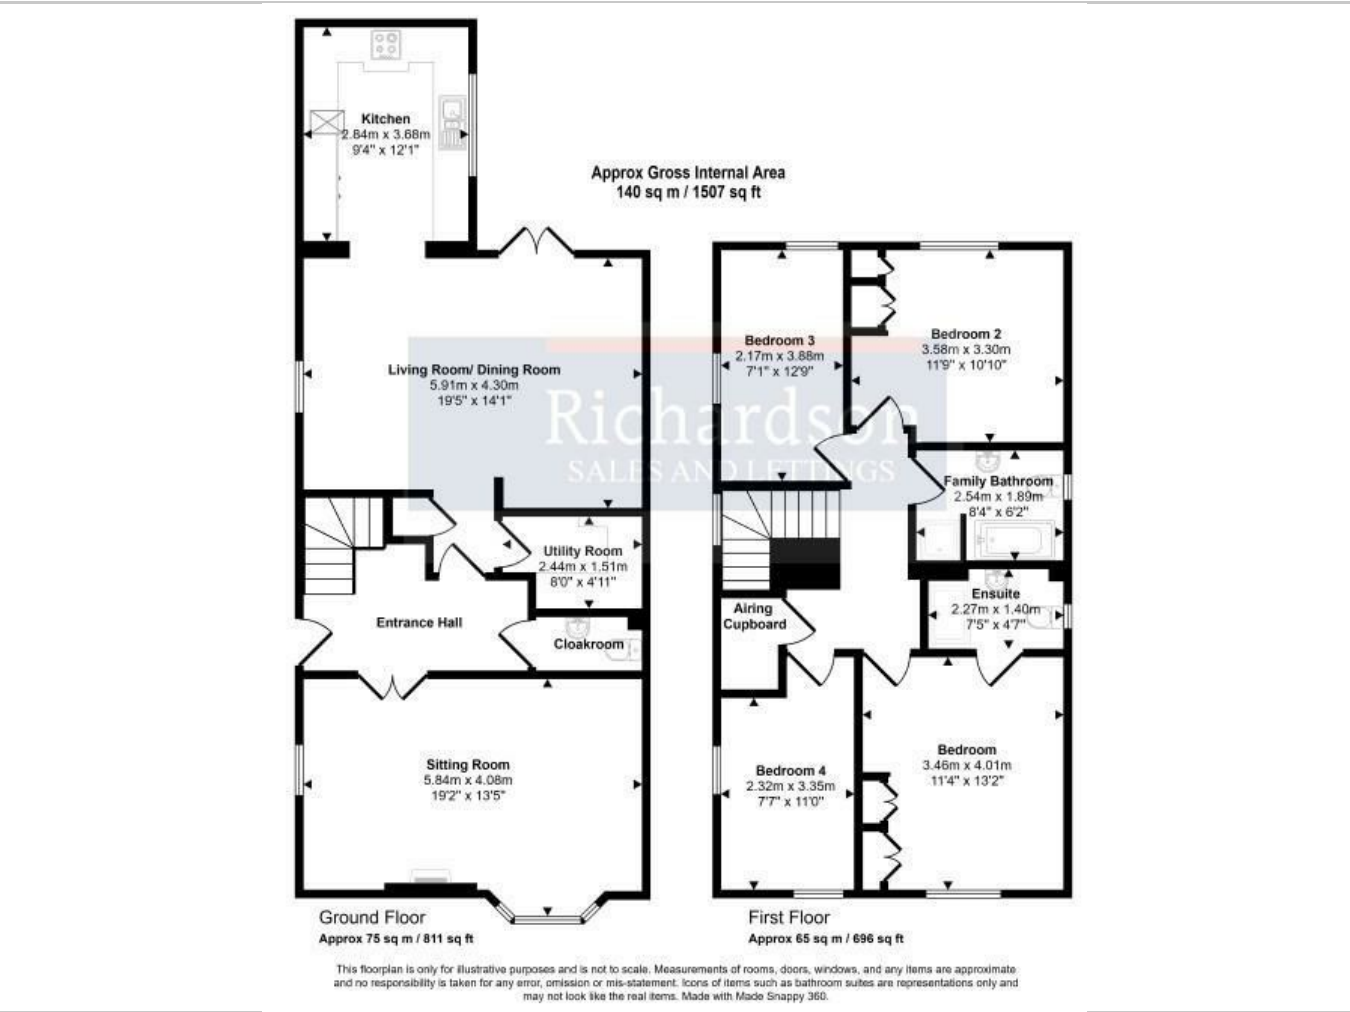 Kitchen
2.84m x 3.68m
9'4" x 12'1"
Approx Gross Internal Area
140 sq m / 1507 sq ft
Living Room/ Dining Room
5.91m x 4.30m
19'5" x 14'1"
Utility Room
2.44m x 1.51m
8'0" x 4'11"
Entrance Hall
Cloakroom
Sitting Room
5.84m x 4.08m
19'2" x 13'5"
Ground Floor
Approx 75 sq m / 811 sq ft
Bedroom 3
2.17m x 3.88m
7'1" x 12'9"
Bedroom 2
3.58m x 3.30m
11'9" x 10'10"
Richardson
SALES AND LETTINGS
Family Bathroom
2.54m x 1.89m
8'4" x 6'2"
Ensuite
2.27m x 1.40m
7'5" x 4'7"
Airing
Cupboard
Bedroom
3.46m x 4.01m
11'4" x 13'2"
Bedroom 4
2.32m x 3.35m
7'7" x 11'0"
First Floor
Approx 65 sq m / 696 sq ft
This floorplan is only for illustrative purposes and is not to scale. Measurements of rooms, doors, windows, and any items are approximate
and no responsibility is taken for any error, omission or mis-statement. Icons of items such as bathroom suites are representations only and
may not look like the real items. Made with Made Snappy 360.